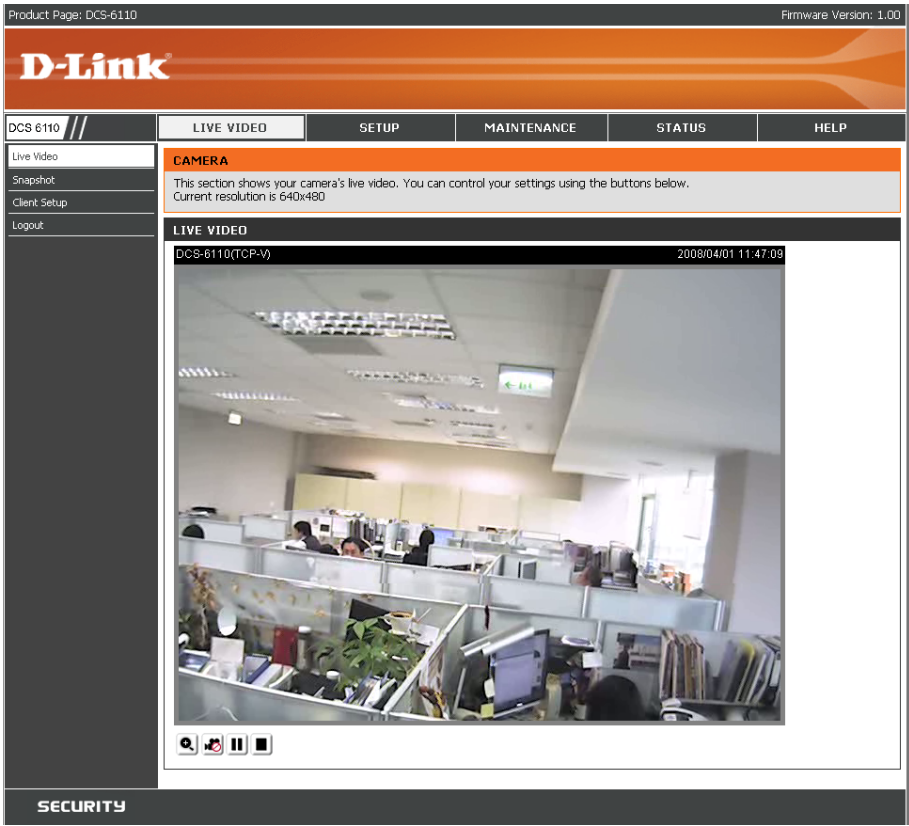 Product Page: DCS-6110 Firmware Version: 1.00
D-Link
DCS 6110 LIVE VIDEO SETUP MAINTENANCE STATUS HELP
Live Video
Snapshot
Client Setup
Logout
CAMERA
This section shows your camera's live video. You can control your settings using the buttons below.
Current resolution is 640x480
LIVE VIDEO
DCS-6110(TCP-V) 2008/04/01 11:47:09
SECURITY